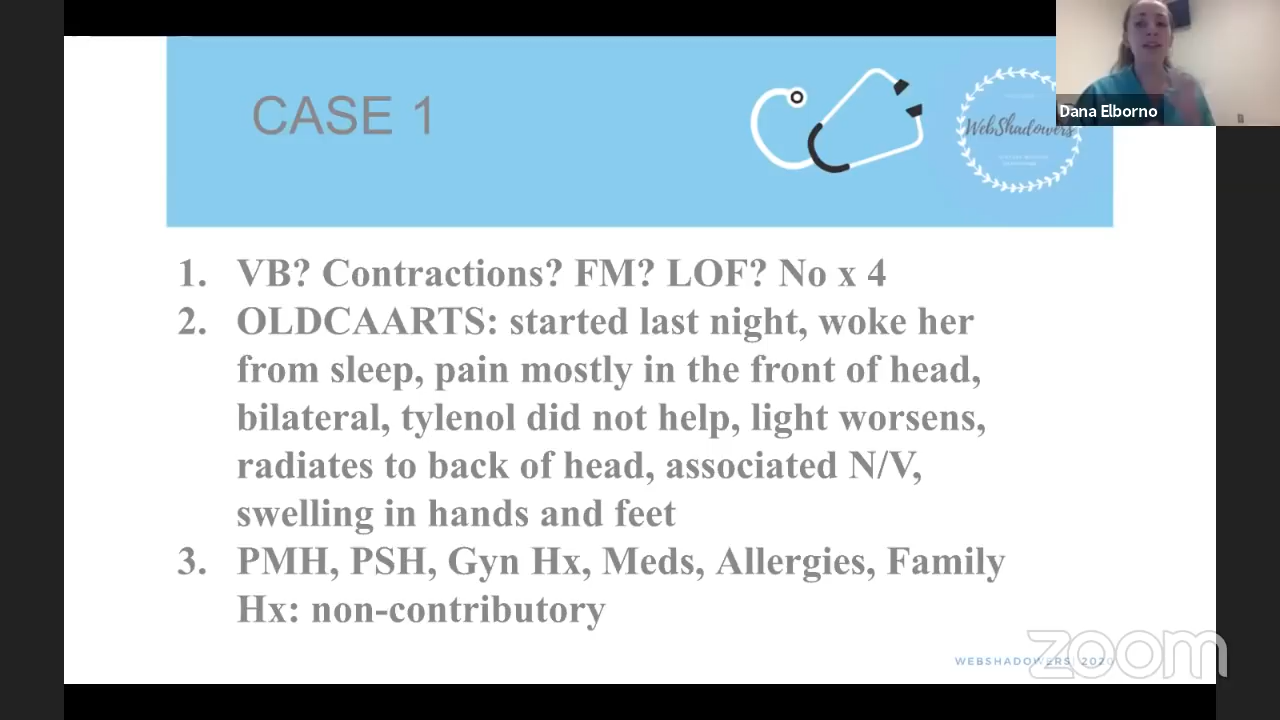 CASE 1
WebShadowers
Dana Elborno
1. VB? Contractions? FM? LOF? No x 4
2. OLDCAARTS: started last night, woke her
from sleep, pain mostly in the front of head,
bilateral, tylenol did not help, light worsens,
radiates to back of head, associated N/V,
swelling in hands and feet
3. PMH, PSH, Gyn Hx, Meds, Allergies, Family
Hx: non-contributory
WEBSHADOWERS 2020
zoom